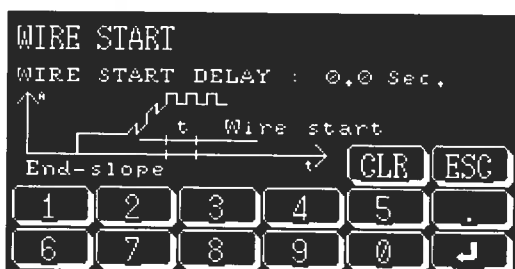 WIRE START
WIRE START DELAY : 0.0 Sec.
A
t Wire start
End-slope t CLR ESC
1 2 3 4 5 .
6 7 8 9 0 ↵